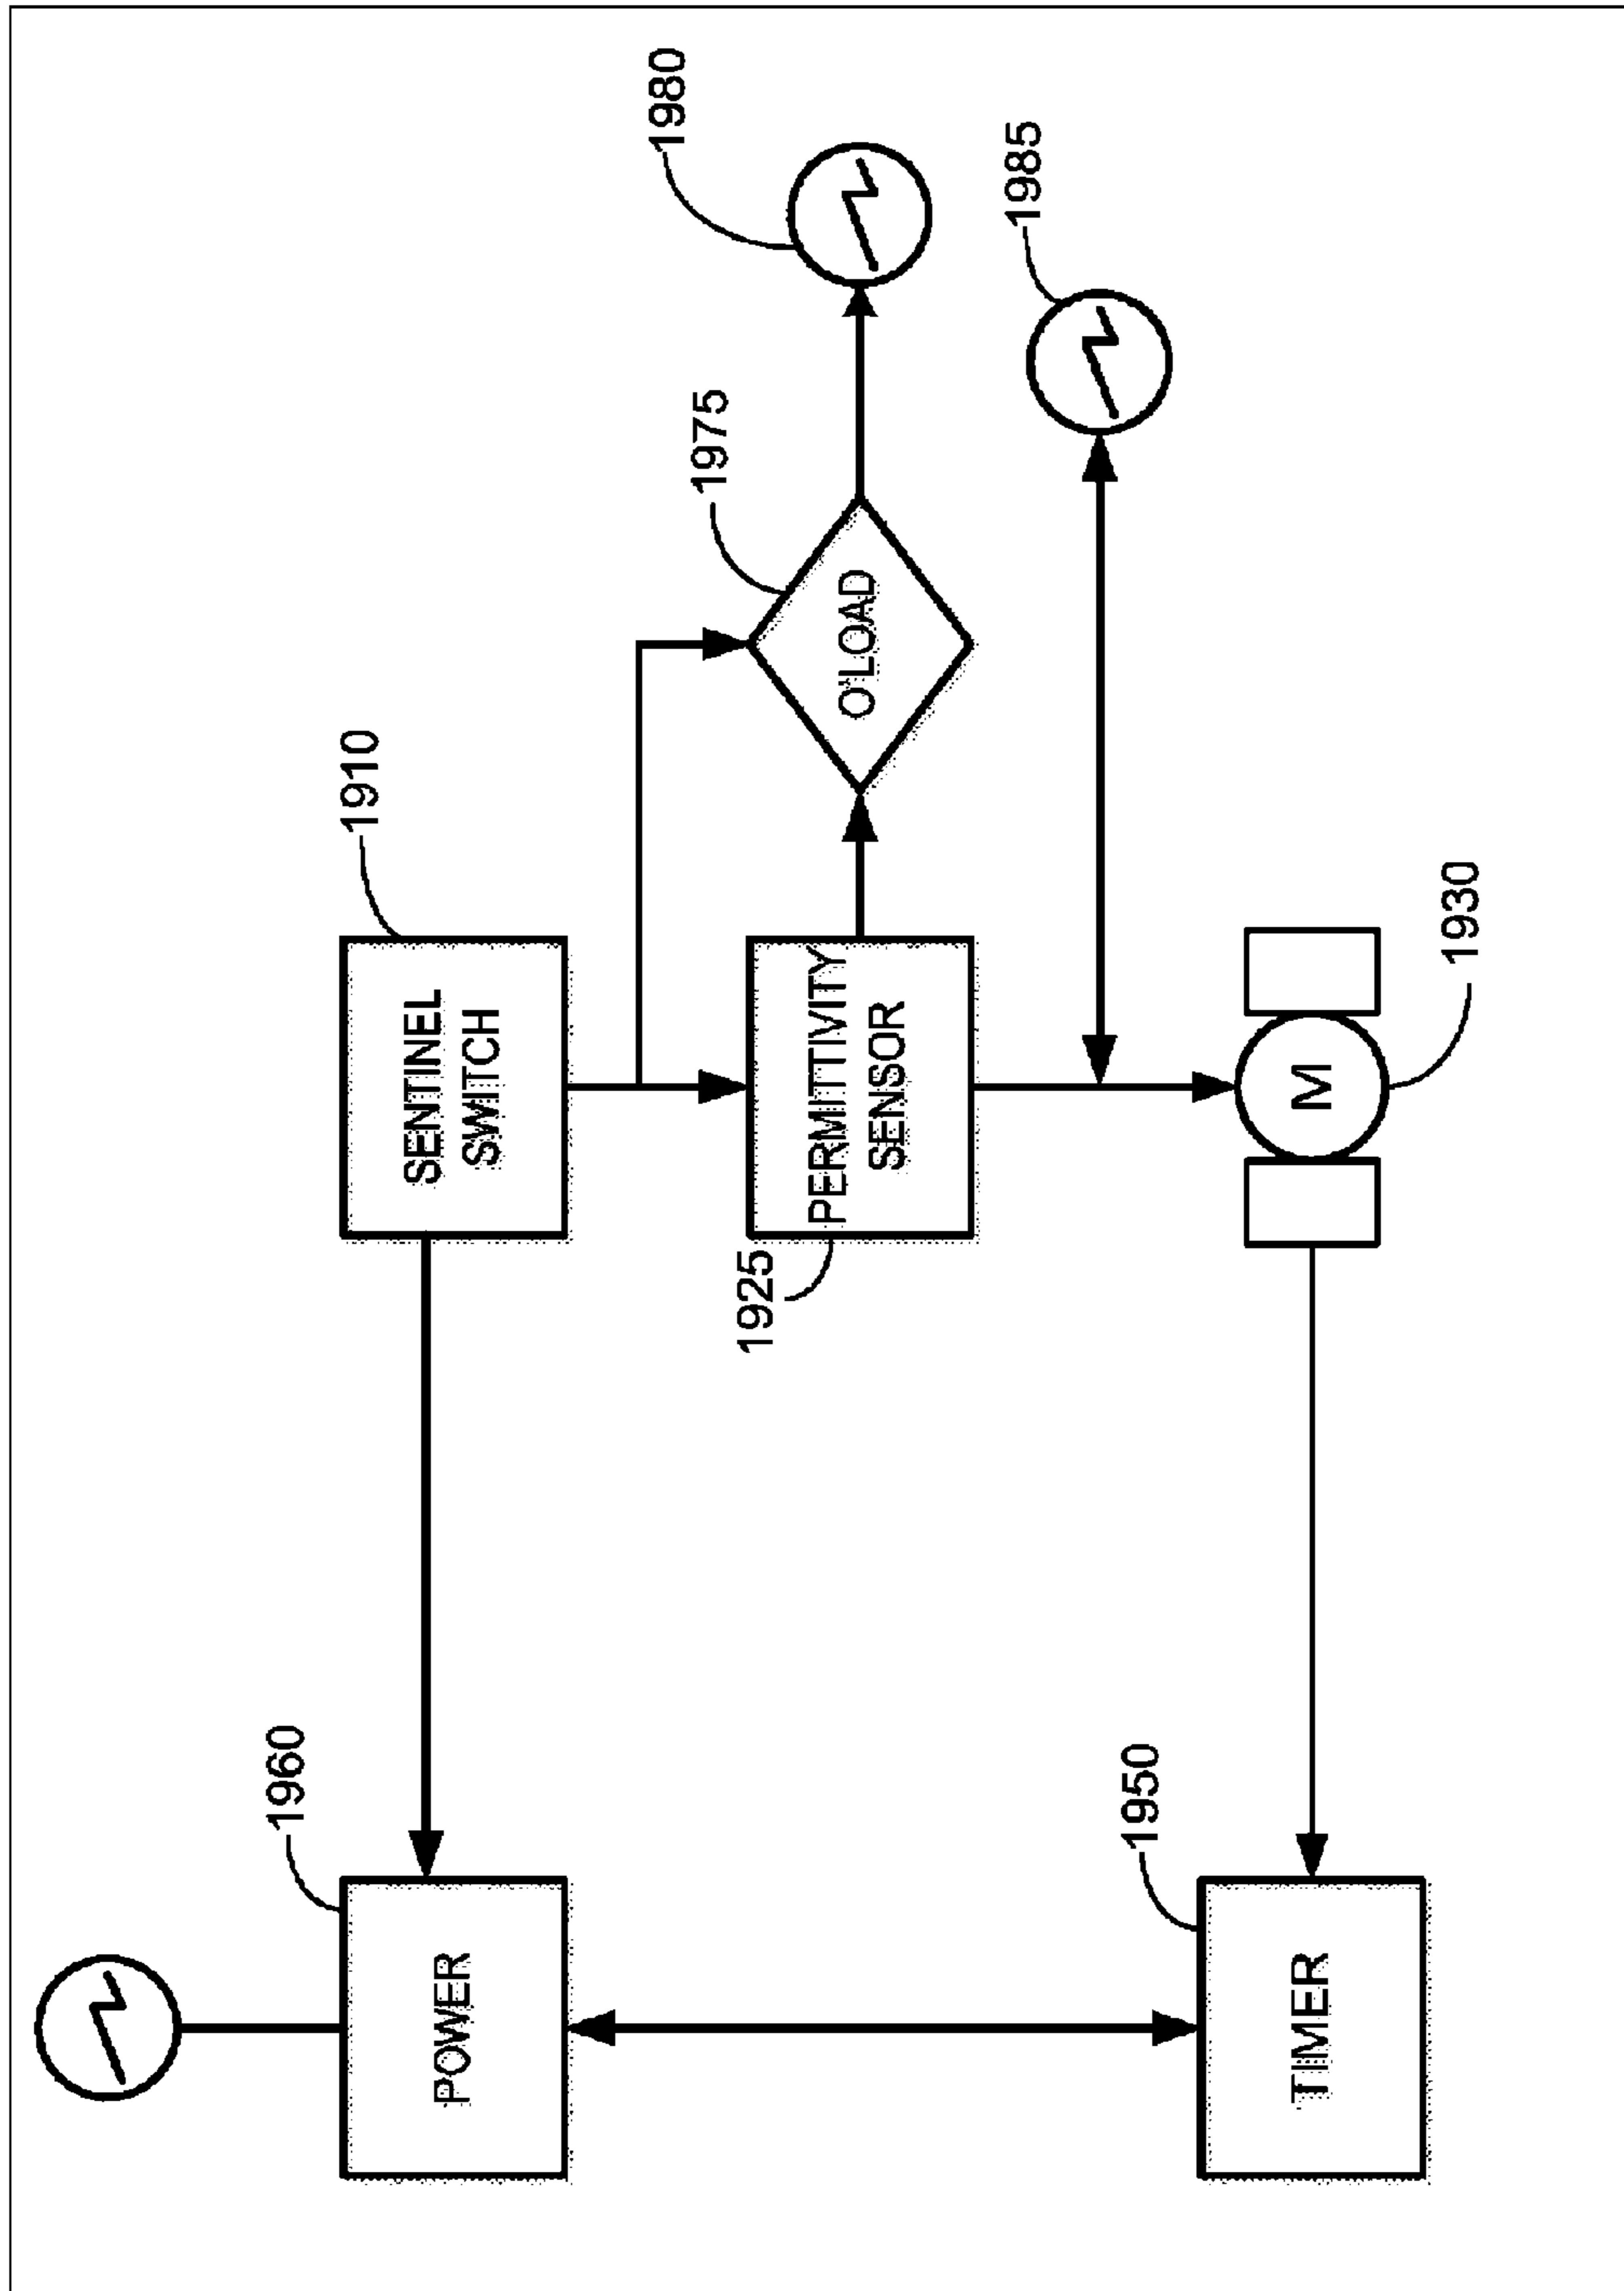 1960
POWER
1910
SENTINEL
SWITCH
1980
1975
1925
PERMITTIVITY
SENSOR
O'LOAD
1985
1950
TIMER
M
1930